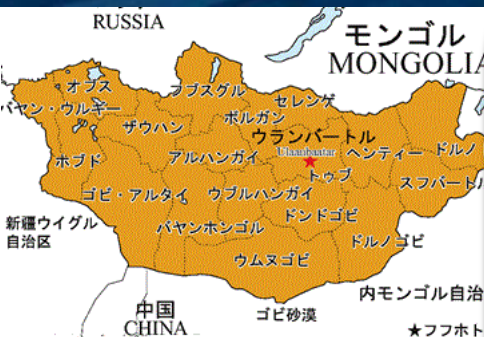 RUSSIA
モンゴル
MONGOLIA
オブス
フブスグル
セレンゲ
バヤン・ウルギー
ボルガン
ザウハン
ウランバートル
Ulaanbaatar
ヘンティー
ドルノ
ホブド
アルハンガイ
トゥブ
スフバートル
ゴビ・アルタイ
ウブルハンガイ
ドンドゴビ
新疆ウイグル
自治区
バヤンホンゴル
ドルノゴビ
ウムヌゴビ
内モンゴル自治
中国
CHINA
ゴビ砂漠
★フフホト